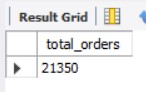 Result Grid
total_orders
21350